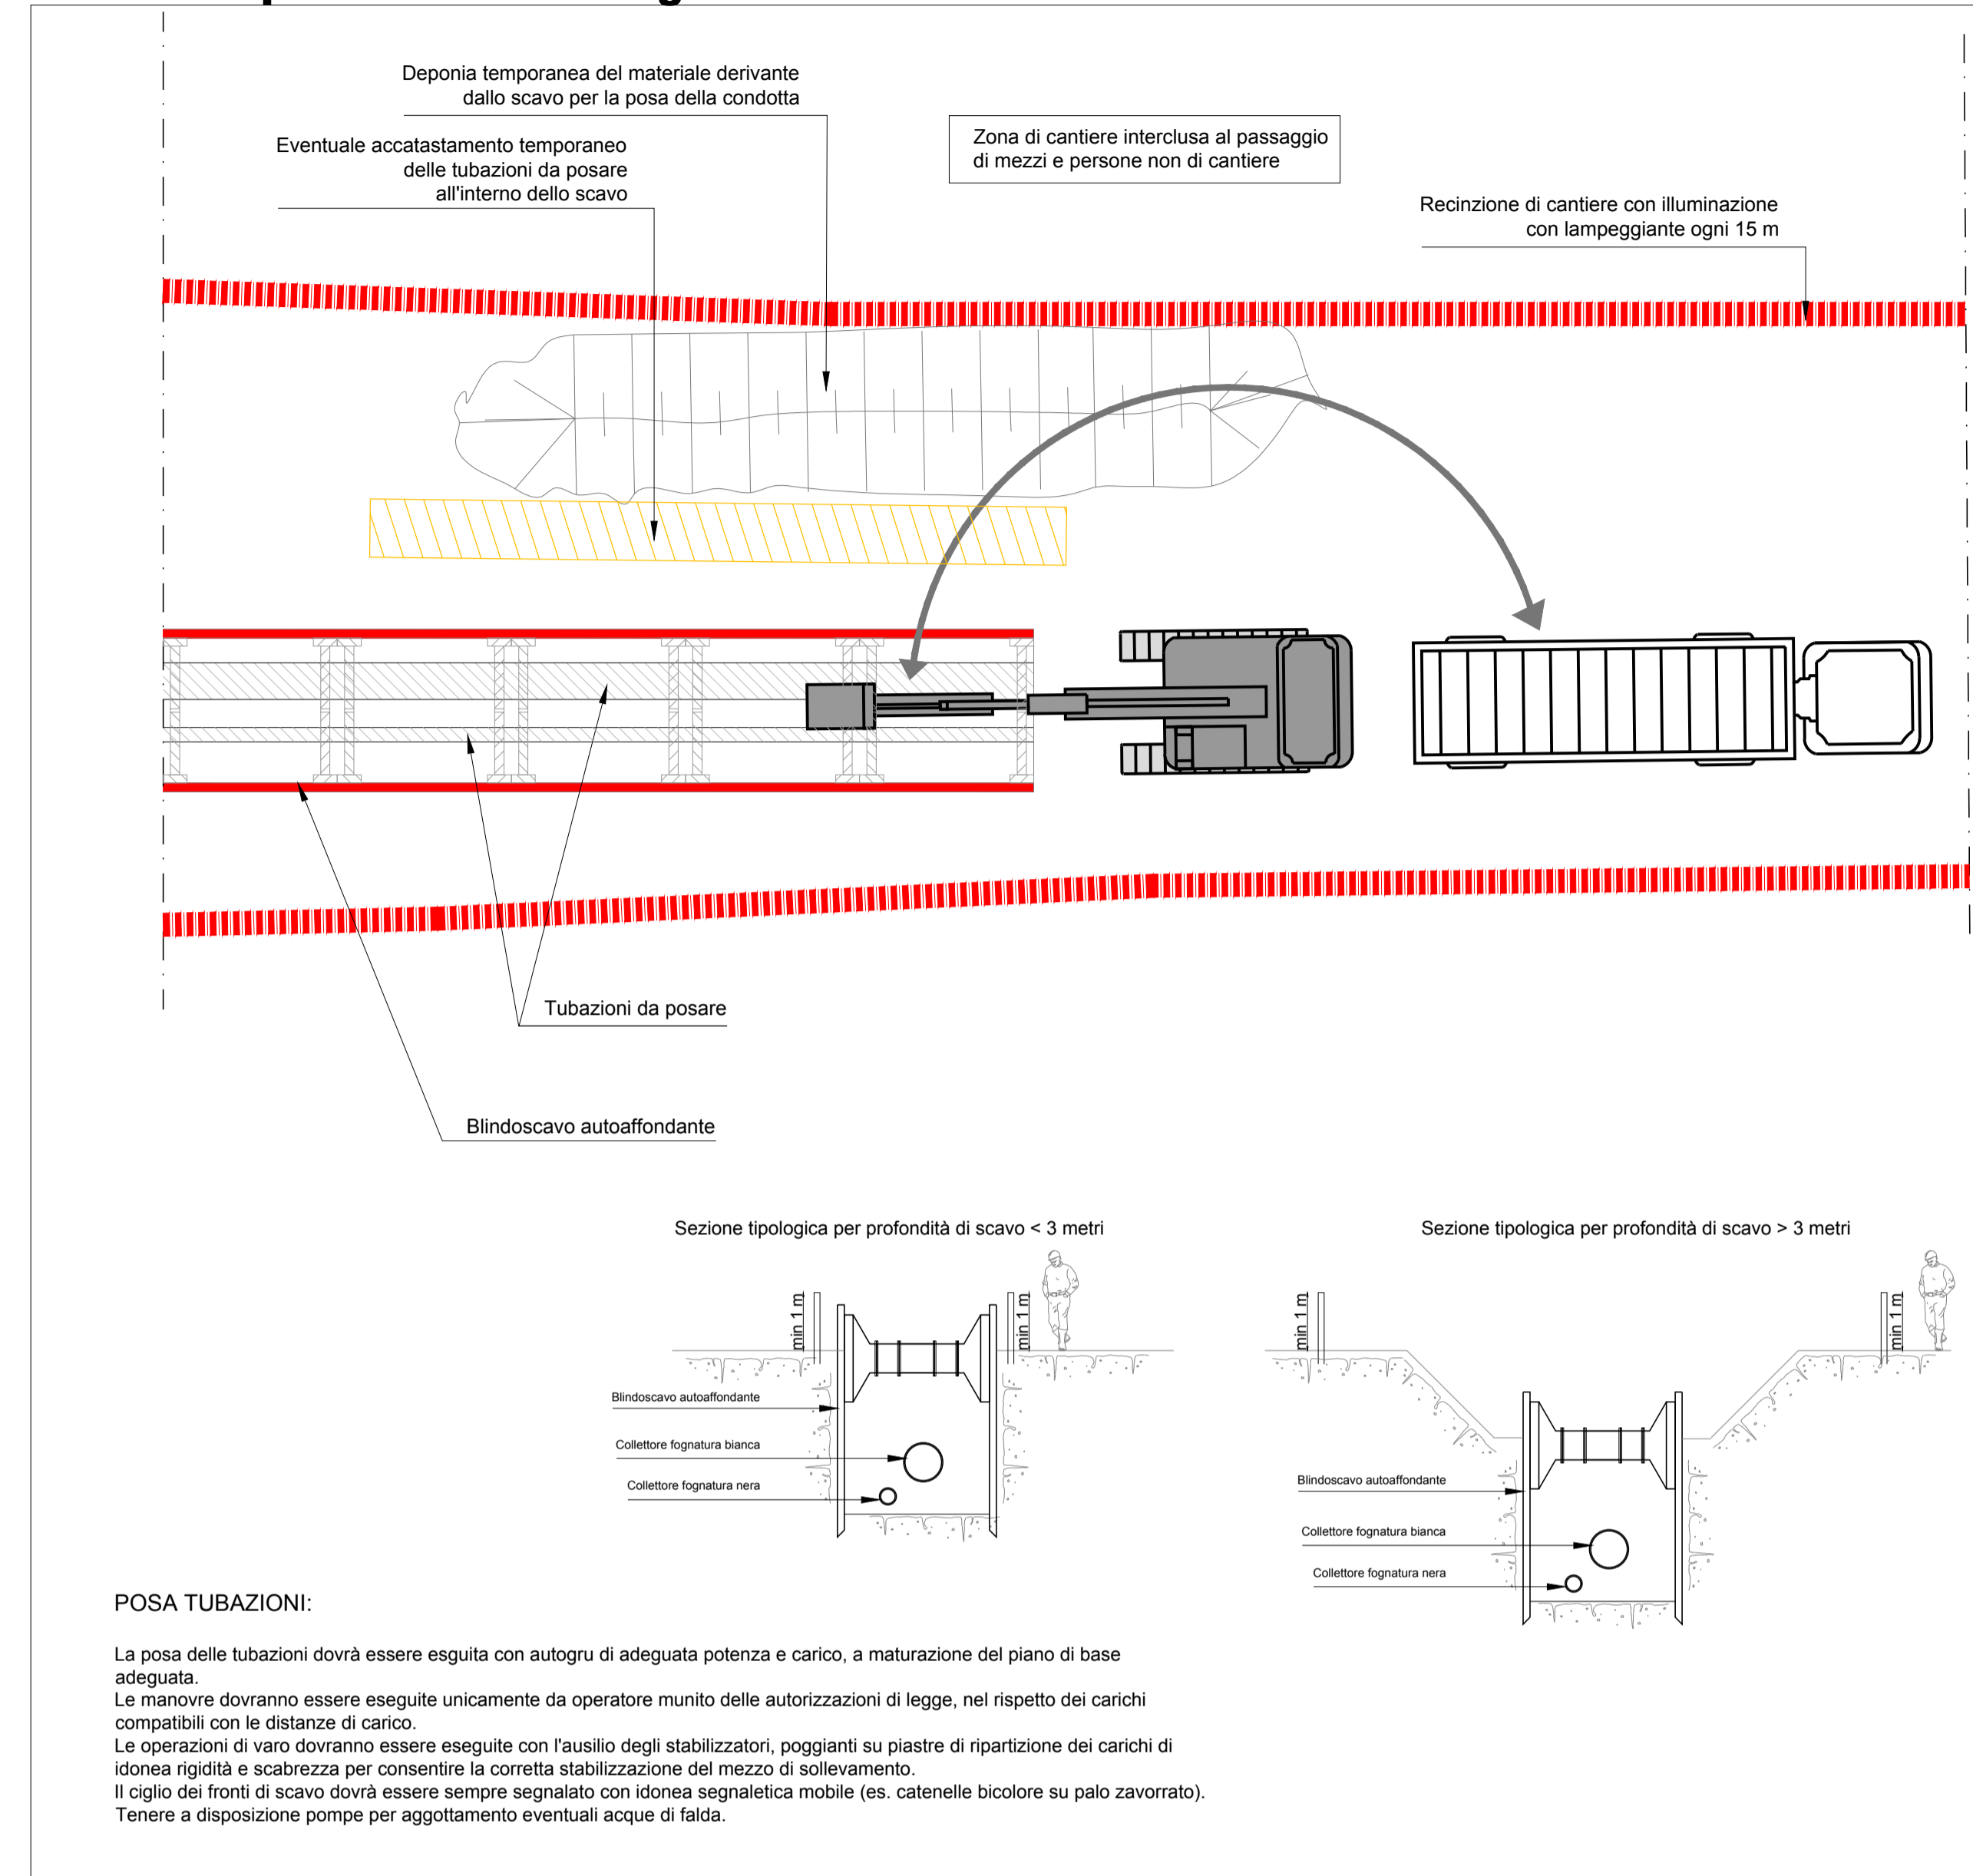 Deponia temporanea del materiale derivante
dallo scavo per la posa della condotta
Eventuale accatastamento temporaneo
delle tubazioni da posare
all'interno dello scavo
Zona di cantiere interclusa al passaggio
di mezzi e persone non di cantiere
Recinzione di cantiere con illuminazione
con lampeggiante ogni 15 m
Tubazioni da posare
Blindoscavo autoaffondante
Sezione tipologica per profondità di scavo < 3 metri
min 1 m
min 1 m
Blindoscavo autoaffondante
Collettore fognatura bianca
Collettore fognatura nera
Sezione tipologica per profondità di scavo > 3 metri
min 1 m
min 1 m
Blindoscavo autoaffondante
Collettore fognatura bianca
Collettore fognatura nera
POSA TUBAZIONI:
La posa delle tubazioni dovrà essere esguita con autogru di adeguata potenza e carico, a maturazione del piano di base
adeguata.
Le manovre dovranno essere eseguite unicamente da operatore munito delle autorizzazioni di legge, nel rispetto dei carichi
compatibili con le distanze di carico.
Le operazioni di varo dovranno essere eseguite con l'ausilio degli stabilizzatori, poggianti su piastre di ripartizione dei carichi di
idonea rigidità e scabrezza per consentire la corretta stabilizzazione del mezzo di sollevamento.
Il ciglio dei fronti di scavo dovrà essere sempre segnalato con idonea segnaletica mobile (es. catenelle bicolore su palo zavorrato).
Tenere a disposizione pompe per aggottamento eventuali acque di falda.